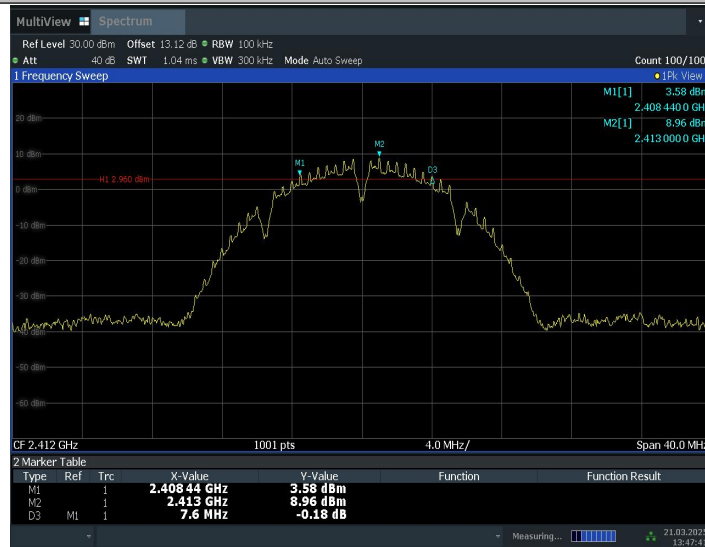 MultiView Spectrum
Ref Level 30.00 dBm Offset 13.12 dB RBW 100 kHz
Att 40 dB SWT 1.04 ms VBW 300 kHz Mode Auto Sweep Count 100/100
1 Frequency Sweep 1Pk View
M1[1] 3.58 dBm
2.408 440 0 GH
M2[1] 8.96 dBm
2.413 000 0 GH
20 dBm
M2
10 dBm
M1
D3
H1 2.960 dBm
0 dBm
-10 dBm
-20 dBm
-30 dBm
-40 dBm
-50 dBm
-60 dBm
CF 2.412 GHz 1001 pts 4.0 MHz/ Span 40.0 MH
2 Marker Table
Type Ref Trc X-Value Y-Value Function Function Result
M1 1 2.408 44 GHz 3.58 dBm
M2 1 2.413 GHz 8.96 dBm
D3 M1 1 7.6 MHz -0.18 dB
Measuring... 21.03.2025
13:47:41